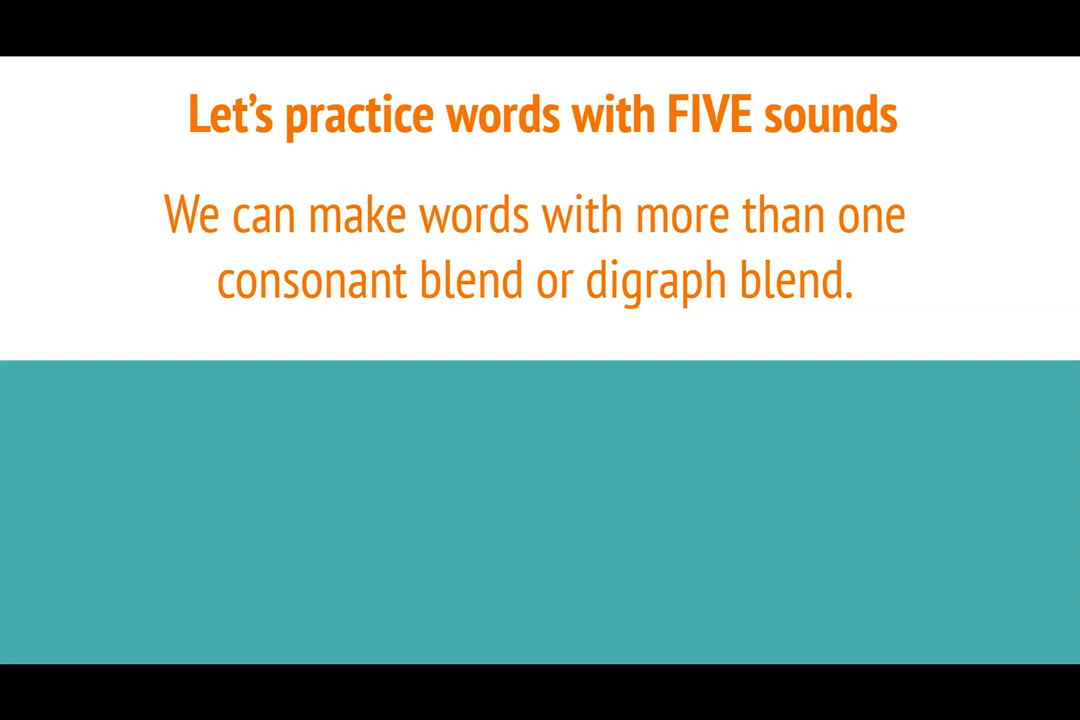 Let's practice words with FIVE sounds
We can make words with more than one
consonant blend or digraph blend.